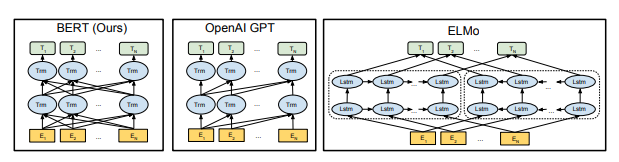 BERT (Ours)
T1 T2 ... TN
Trm Trm ... Trm
Trm Trm ... Trm
E1 E2 ... EN
OpenAI GPT
T1 T2 ... TN
Trm Trm ... Trm
Trm Trm ... Trm
E1 E2 ... EN
ELMo
T1 T2 ... TN
Lstm Lstm ... Lstm Lstm Lstm ... Lstm
Lstm Lstm ... Lstm Lstm Lstm ... Lstm
E1 E2 ... EN